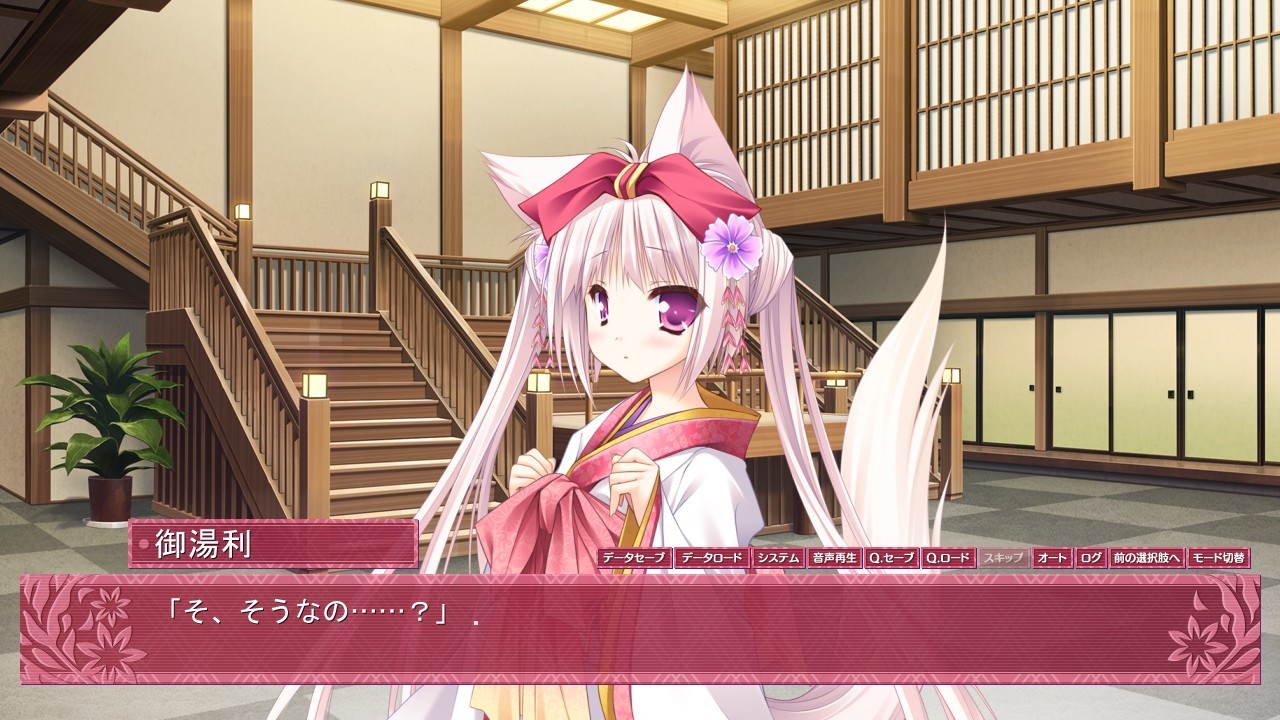 御湯利
データセーブ データロード システム 音声再生 Q.セーブ Q.ロード スキップ オート ログ 前の選択肢へ モード切替
「そ、そうなの……？」